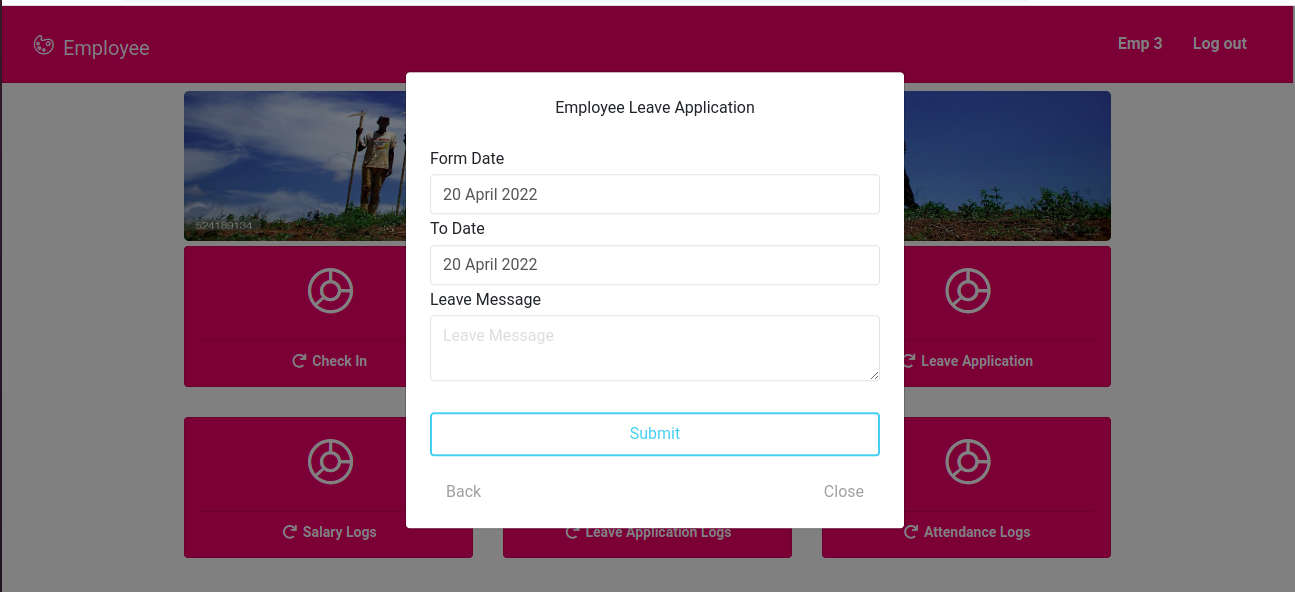 Employee
Emp 3
Log out
Employee Leave Application
Form Date
20 April 2022
To Date
20 April 2022
Leave Message
Leave Message
Submit
Back
Close
524189134
Check In
Leave Application
Salary Logs
Leave Application Logs
Attendance Logs